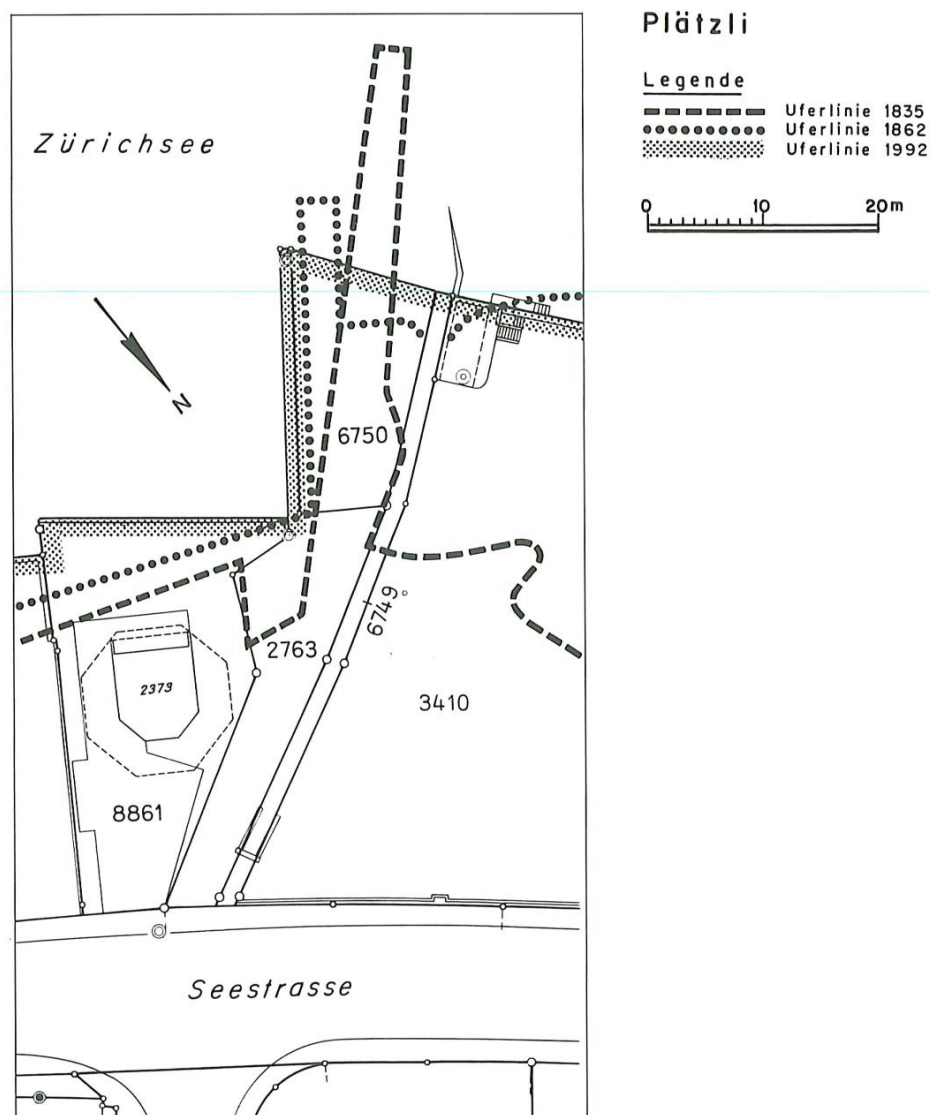 Plätzli
Legende
Uferlinie 1835
Uferlinie 1862
Uferlinie 1992
0 10 20m
Zürichsee
N
6750
6749
2763
2373
3410
8861
Seestrasse